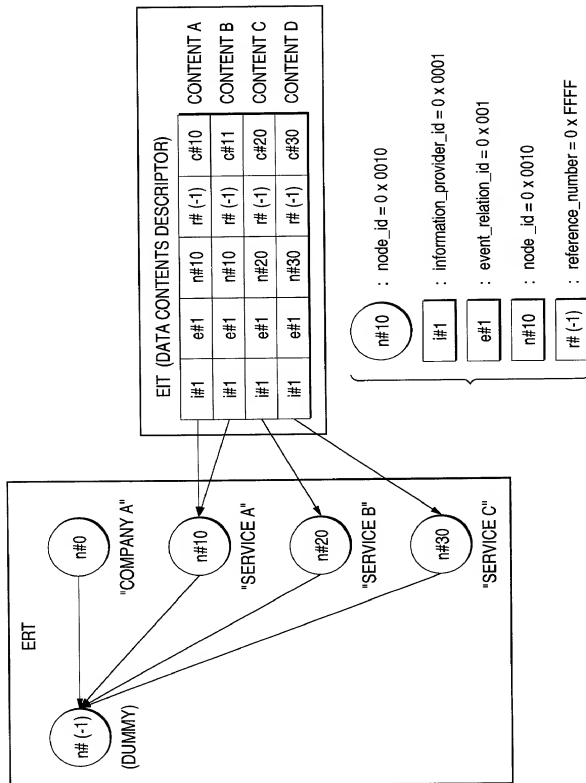 ERT
n# (-1)
(DUMMY)
n#0
"COMPANY A"
n#10
"SERVICE A"
n#20
"SERVICE B"
n#30
"SERVICE C"
EIT (DATA CONTENTS DESCRIPTOR)
i#1 e#1 n#10 r# (-1) c#10 CONTENT A
i#1 e#1 n#10 r# (-1) c#11 CONTENT B
i#1 e#1 n#20 r# (-1) c#20 CONTENT C
i#1 e#1 n#30 r# (-1) c#30 CONTENT D
n#10 : node_id = 0 x 0010
i#1 : information_provider_id = 0 x 0001
e#1 : event_relation_id = 0 x 001
n#10 : node _id = 0 x 0010
r# (-1) : reference_number = 0 x FFFF